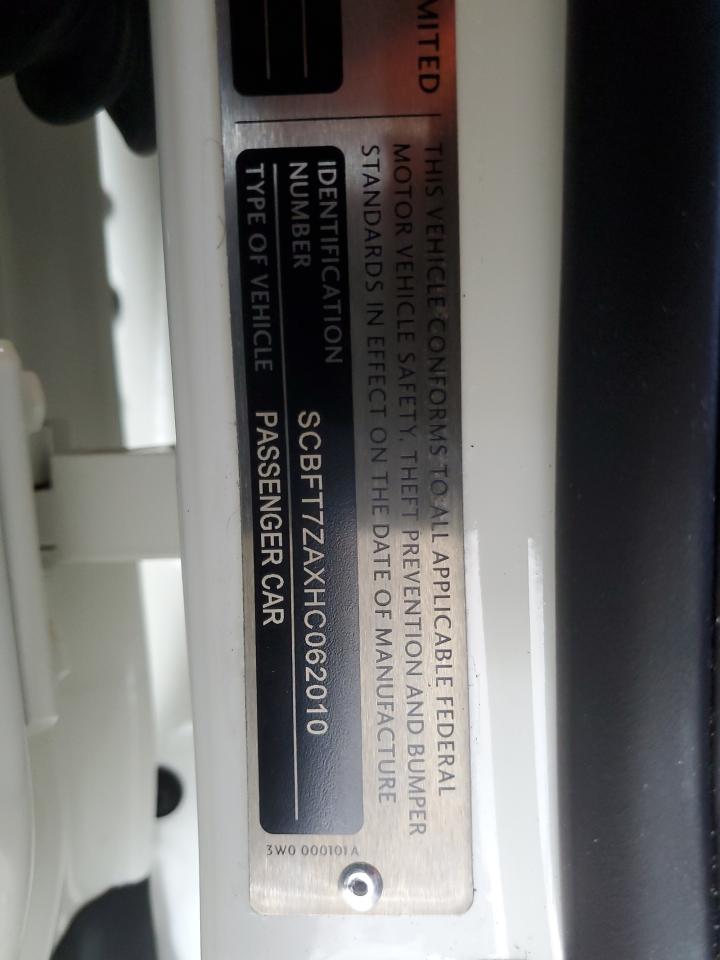 MITED
THIS VEHICLE CONFORMS TO ALL APPLICABLE FEDERAL
MOTOR VEHICLE SAFETY, THEFT PREVENTION AND BUMPER
STANDARDS IN EFFECT ON THE DATE OF MANUFACTURE
IDENTIFICATION
NUMBER SCBFT7ZAXHC062010
TYPE OF VEHICLE PASSENGER CAR
3W0 000101A